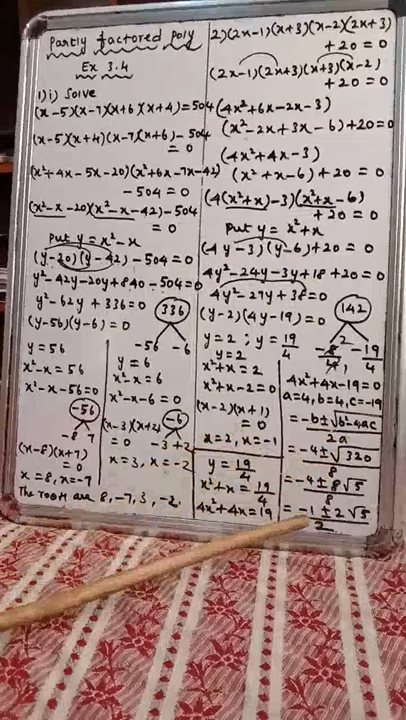 Partly factored poly
Ex 3.4
1) i) Solve
(x-5)(x-7)(x+6)(x+4)=504
(x-5)(x+4)(x-7)(x+6)-504
=0
(x²+4x-5x-20)(x²+6x-7x-42)
-504=0
(x²-x-20)(x²-x-42)-504
=0
Put y=x²-x
(y-20)(y-42)-504=0
y²-42y-20y+840-504=0
y²-62y+336=0
336
(y-56)(y-6)=0
-56 -6
y=56
x²-x=56
x²-x-56=0
-56
-8 7
(x-8)(x+7)
=0
x=8, x=-7
y=6
x²-x=6
x²-x-6=0
-6
(x-3)(x+2)
=0
-3 +2
x=3, x=-2
The roots are 8, -7, 3, -2.
2) (2x-1)(x+3)(x-2)(2x+3)
+20=0
(2x-1)(2x+3)(x+3)(x-2)
+20=0
(4x²+6x-2x-3)
(x²-2x+3x-6)+20=0
(4x²+4x-3)
(x²+x-6)+20=0
(4(x²+x)-3)(x²+x-6)
+20=0
Put y=x²+x
(4y-3)(y-6)+20=0
4y²-24y-3y+18+20=0
4y²-27y+38=0
142
(y-2)(4y-19)=0
y=2; y=19/4
y=2
x²+x=2
x²+x-2=0
(x-2)(x+1)
=0
x=2, x=-1
y=19/4
x²+x=19/4
4x²+4x=19
-8/4, -19/4
2
4x²+4x-19=0
a=4, b=4, c=-19
-b±√b²-4ac/2a
=-4±√320/8
=-4±8√5/8
=-1±2√5/2